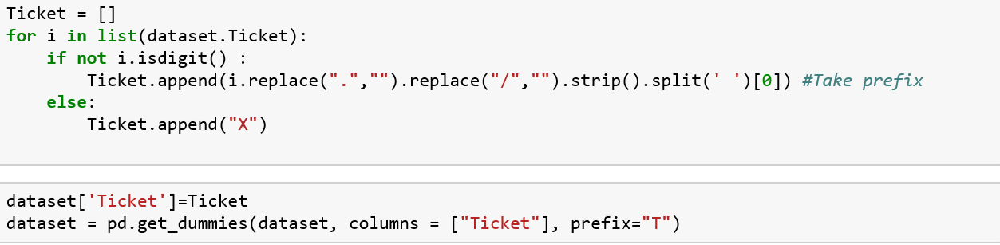 Ticket = []
for i in list(dataset.Ticket):
    if not i.isdigit() :
        Ticket.append(i.replace(".","").replace("/","").strip().split(' ')[0]) #Take prefix
    else:
        Ticket.append("X")
dataset['Ticket']=Ticket
dataset = pd.get_dummies(dataset, columns = ["Ticket"], prefix="T")